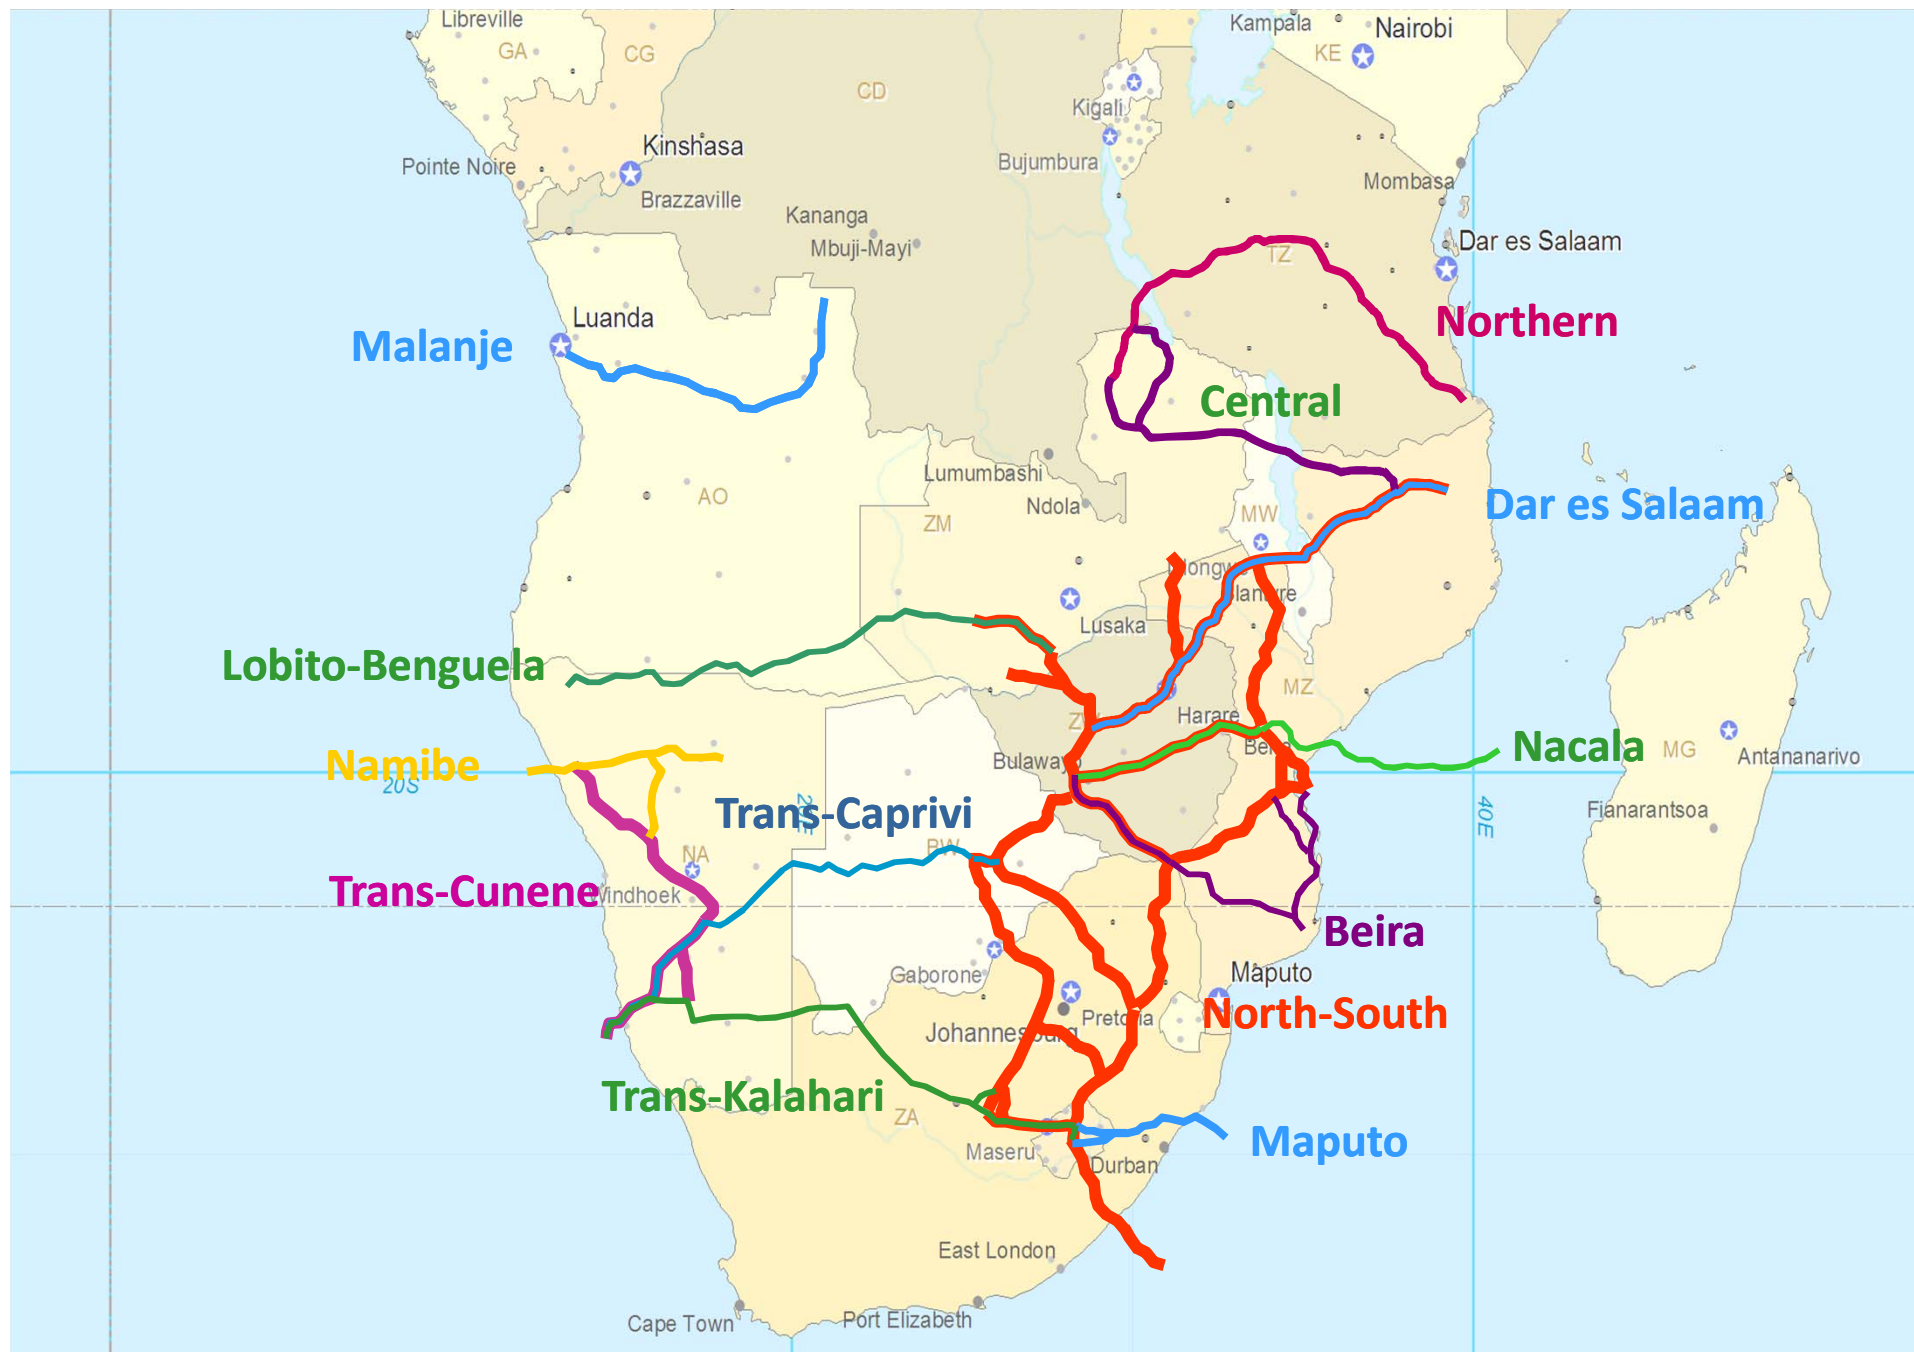 Libreville
Kampala
Nairobi
GA
CG
KE
CD
Kigali
Kinshasa
Pointe Noire
Bujumbura
Mombasa
Brazzaville
Kananga
Mbuji-Mayi
Dar es Salaam
TZ
Luanda
Malanje
Northern
Central
Lumumbashi
AO
Ndola
Dar es Salaam
ZM
MW
Lusaka
Lobito-Benguela
MZ
Harare
Namibe
20S
Bulawayo
Nacala
MG
Antananarivo
Trans-Caprivi
20E
40E
Fianarantsoa
NA
BW
Trans-Cunene
Windhoek
Beira
Gaborone
Maputo
Pretoria
North-South
Johannesburg
Trans-Kalahari
ZA
Maseru
Durban
Maputo
East London
Cape Town
Port Elizabeth